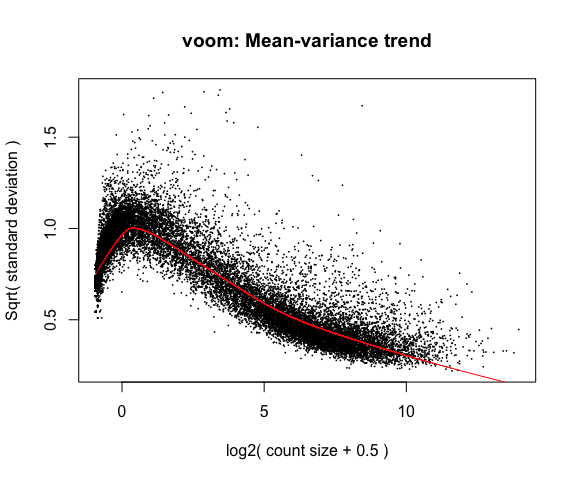 voom: Mean-variance trend
Sqrt( standard deviation )
1.5
1.0
0.5
0 5 10
log2( count size + 0.5 )